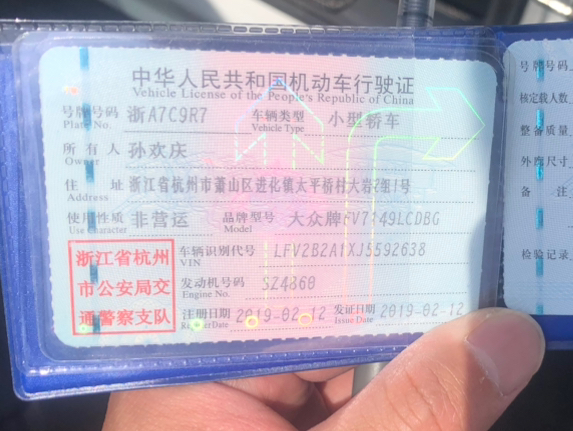 中华人民共和国机动车行驶证
Vehicle License of the People's Republic of China
号牌号码 浙A7C9R7 车辆类型 小型轿车
Plate No. Vehicle Type
所有人 孙欢庆
Owner
住址 浙江省杭州市萧山区进化镇太平桥村大岩2组1号
Address
使用性质 非营运 品牌型号 大众牌FV7149LCDBG
Use Character Model
浙江省杭州
市公安局交
通警察支队
车辆识别代号 LFV2B2A1XJ5592638
VIN
发动机号码 SZ4860
Engine No.
注册日期 2019-02-12 发证日期 2019-02-12
Register Date Issue Date
号牌号码
核定载人数
整备质量
外廓尺寸
备注
检验记录